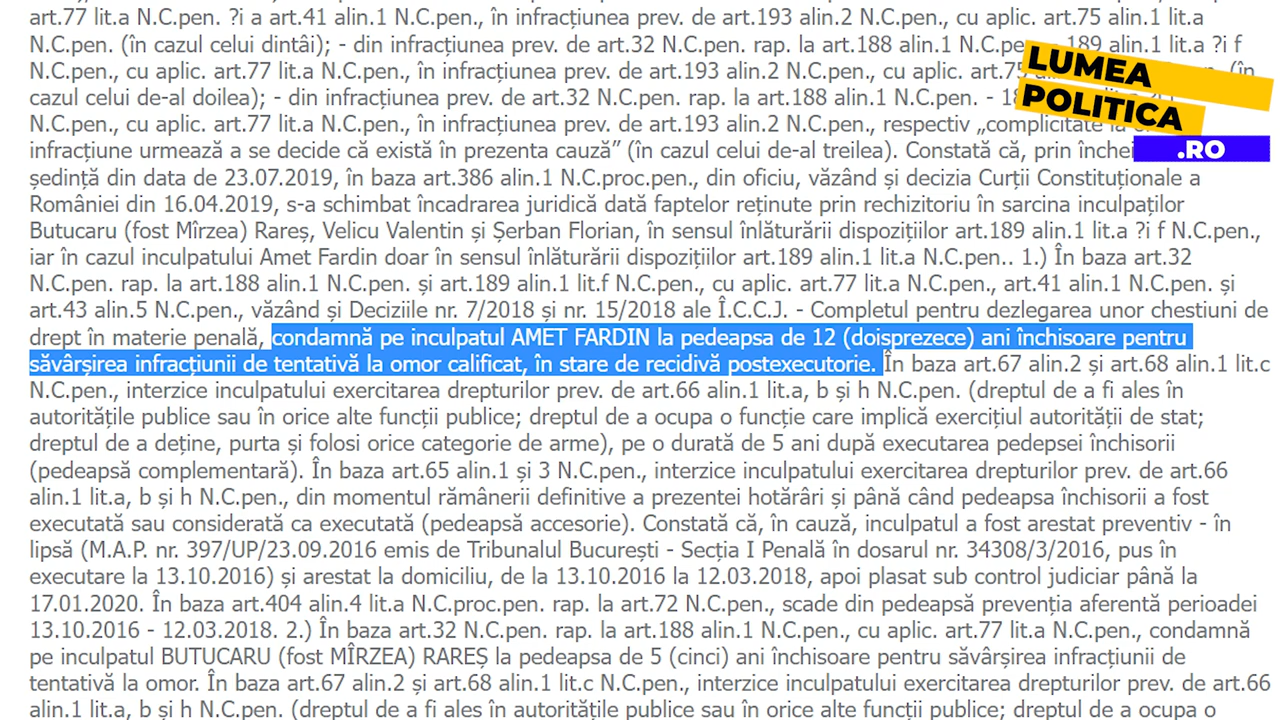 art.77 lit.a N.C.pen. ?i a art.41 alin.1 N.C.pen., în infracțiunea prev. de art.193 alin.2 N.C.pen., cu aplic. art.75 alin.1 lit.a
N.C.pen. (în cazul celui dintâi); - din infracțiunea prev. de art.32 N.C.pen. rap. la art.188 alin.1 N.C.pen. 189 alin.1 lit.a ?i f
N.C.pen., cu aplic. art.77 lit.a N.C.pen., în infracțiunea prev. de art.193 alin.2 N.C.pen., cu aplic. (în
cazul celui de-al doilea); - din infracțiunea prev. de art.32 N.C.pen. rap. la art.188 alin.1 N.C.pen. -
N.C.pen., cu aplic. art.77 lit.a N.C.pen., în infracțiunea prev. de art.193 alin.2 N.C.pen., respectiv „complicitate la
infracțiune urmează a se decide că există în prezenta cauză” (în cazul celui de-al treilea). Constată că, prin
ședință din data de 23.07.2019, în baza art.386 alin.1 N.C.proc.pen., din oficiu, văzând și decizia Curții Constituționale a
României din 16.04.2019, s-a schimbat încadrarea juridică dată faptelor reținute prin rechizitoriu în sarcina inculpaților
Butucaru (fost Mîrzea) Rareș, Velicu Valentin și Șerban Florian, în sensul înlăturării dispozițiilor art.189 alin.1 lit.a ?i f N.C.pen.,
iar în cazul inculpatului Amet Fardin doar în sensul înlăturării dispozițiilor art.189 alin.1 lit.a N.C.pen.. 1.) În baza art.32
N.C.pen. rap. la art.188 alin.1 N.C.pen. și art.189 alin.1 lit.f N.C.pen., cu aplic. art.77 lit.a N.C.pen., art.41 alin.1 N.C.pen. și
art.43 alin.5 N.C.pen., văzând și Deciziile nr. 7/2018 și nr. 15/2018 ale Î.C.C.J. - Completul pentru dezlegarea unor chestiuni de
drept în materie penală, condamnă pe inculpatul AMET FARDIN la pedeapsa de 12 (doisprezece) ani închisoare pentru
săvârșirea infracțiunii de tentativă la omor calificat, în stare de recidivă postexecutorie. În baza art.67 alin.2 și art.68 alin.1 lit.c
N.C.pen., interzice inculpatului exercitarea drepturilor prev. de art.66 alin.1 lit.a, b și h N.C.pen. (dreptul de a fi ales în
autoritățile publice sau în orice alte funcții publice; dreptul de a ocupa o funcție care implică exercițiul autorității de stat;
dreptul de a deține, purta și folosi orice categorie de arme), pe o durată de 5 ani după executarea pedepsei închisorii
(pedeapsă complementară). În baza art.65 alin.1 și 3 N.C.pen., interzice inculpatului exercitarea drepturilor prev. de art.66
alin.1 lit.a, b și h N.C.pen., din momentul rămânerii definitive a prezentei hotărâri și până când pedeapsa închisorii a fost
executată sau considerată ca executată (pedeapsă accesorie). Constată că, în cauză, inculpatul a fost arestat preventiv - în
lipsă (M.A.P. nr. 397/UP/23.09.2016 emis de Tribunalul București - Secția I Penală în dosarul nr. 34308/3/2016, pus în
executare la 13.10.2016) și arestat la domiciliu, de la 13.10.2016 la 12.03.2018, apoi plasat sub control judiciar până la
17.01.2020. În baza art.404 alin.4 lit.a N.C.proc.pen. rap. la art.72 N.C.pen., scade din pedeapsă prevenția aferentă perioadei
13.10.2016 - 12.03.2018. 2.) În baza art.32 N.C.pen. rap. la art.188 alin.1 N.C.pen., cu aplic. art.77 lit.a N.C.pen., condamnă
pe inculpatul BUTUCARU (fost MÎRZEA) RAREȘ la pedeapsa de 5 (cinci) ani închisoare pentru săvârșirea infracțiunii de
tentativă la omor. În baza art.67 alin.2 și art.68 alin.1 lit.c N.C.pen., interzice inculpatului exercitarea drepturilor prev. de art.66
alin.1 lit.a, b și h N.C.pen. (dreptul de a fi ales în autoritățile publice sau în orice alte funcții publice; dreptul de a ocupa o
LUMEA
POLITICA
.RO